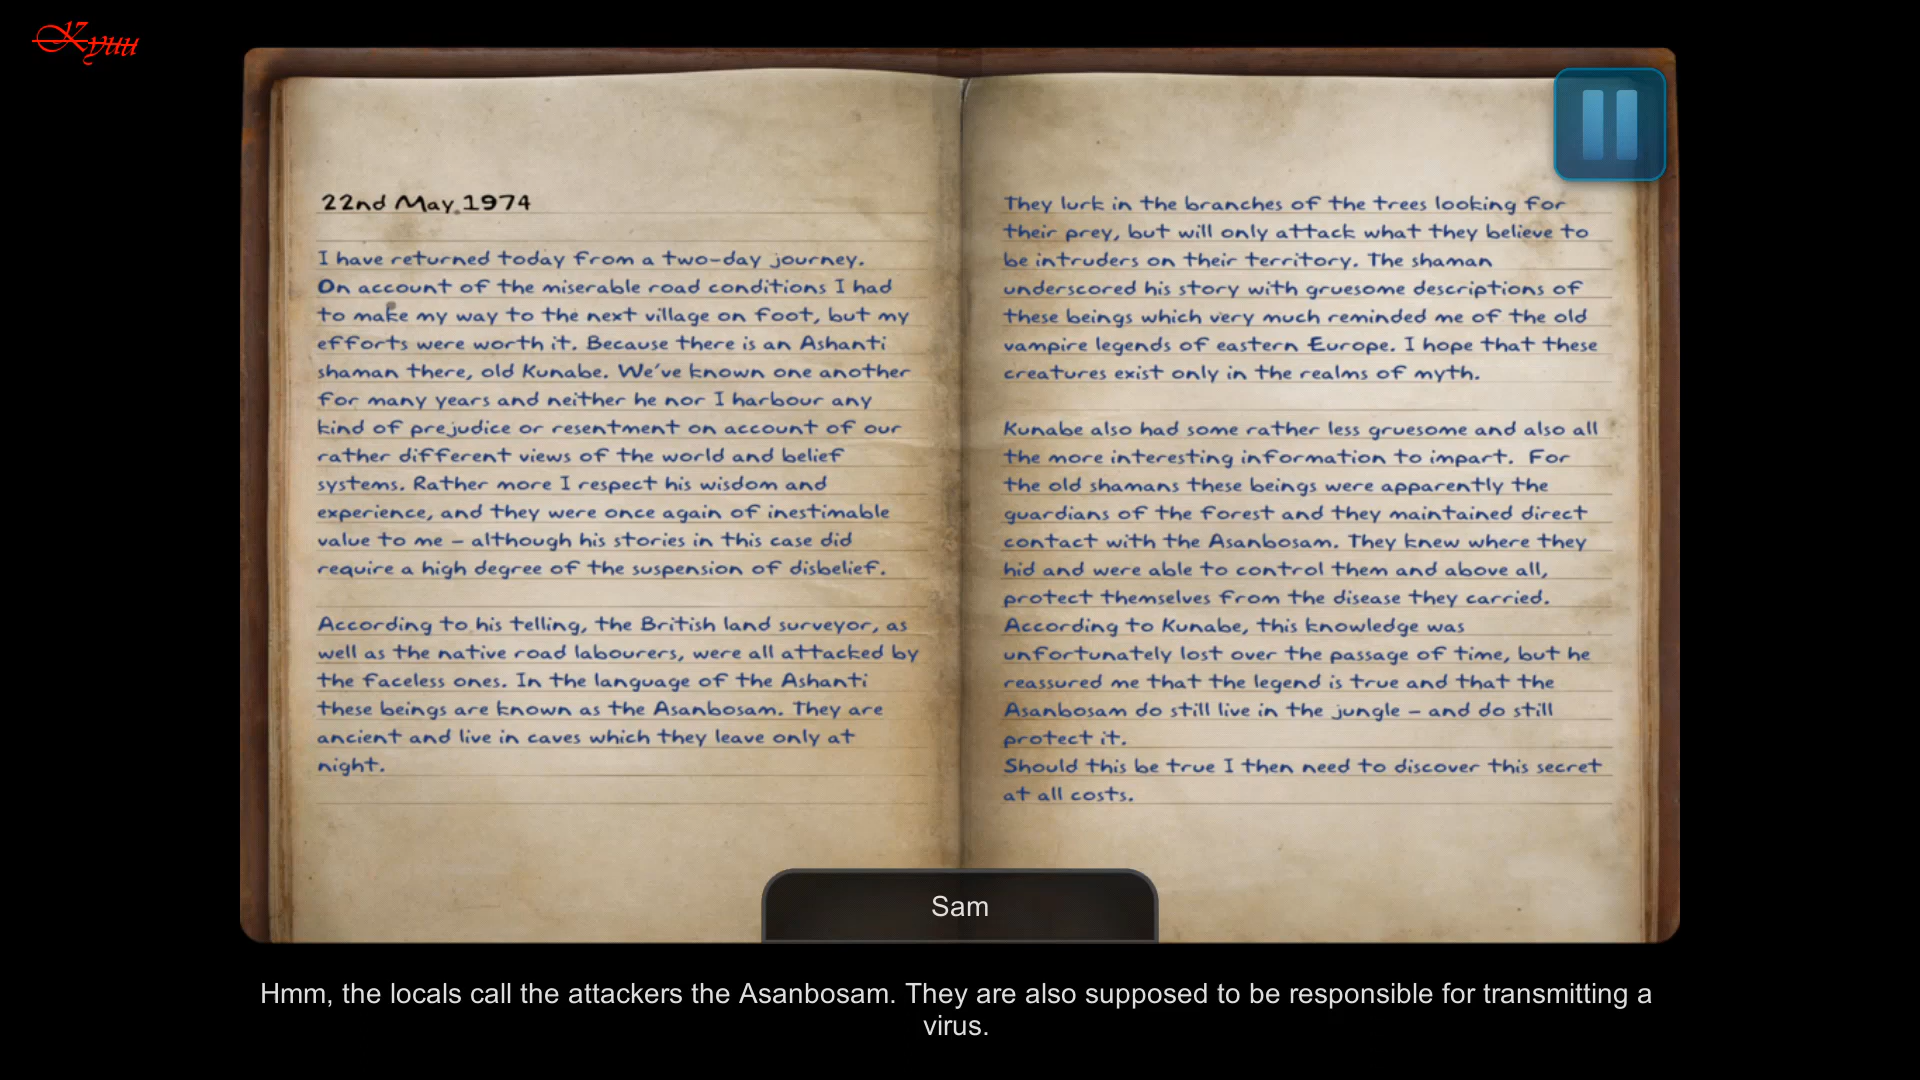 Куии
22nd May 1974
I have returned today from a two-day journey.
On account of the miserable road conditions I had
to make my way to the next village on foot, but my
efforts were worth it. Because there is an Ashanti
shaman there, old Kunabe. We've known one another
for many years and neither he nor I harbour any
kind of prejudice or resentment on account of our
rather different views of the world and belief
systems. Rather more I respect his wisdom and
experience, and they were once again of inestimable
value to me – although his stories in this case did
require a high degree of the suspension of disbelief.
According to his telling, the British land surveyor, as
well as the native road labourers, were all attacked by
the faceless ones. In the language of the Ashanti
these beings are known as the Asanbosam. They are
ancient and live in caves which they leave only at
night.
They lurk in the branches of the trees looking for
their prey, but will only attack what they believe to
be intruders on their territory. The shaman
underscored his story with gruesome descriptions of
these beings which very much reminded me of the old
vampire legends of eastern Europe. I hope that these
creatures exist only in the realms of myth.
Kunabe also had some rather less gruesome and also all
the more interesting information to impart. For
the old shamans these beings were apparently the
guardians of the forest and they maintained direct
contact with the Asanbosam. They knew where they
hid and were able to control them and above all,
protect themselves from the disease they carried.
According to Kunabe, this knowledge was
unfortunately lost over the passage of time, but he
reassured me that the legend is true and that the
Asanbosam do still live in the jungle – and do still
protect it.
Should this be true I then need to discover this secret
at all costs.
Sam
Hmm, the locals call the attackers the Asanbosam. They are also supposed to be responsible for transmitting a
virus.